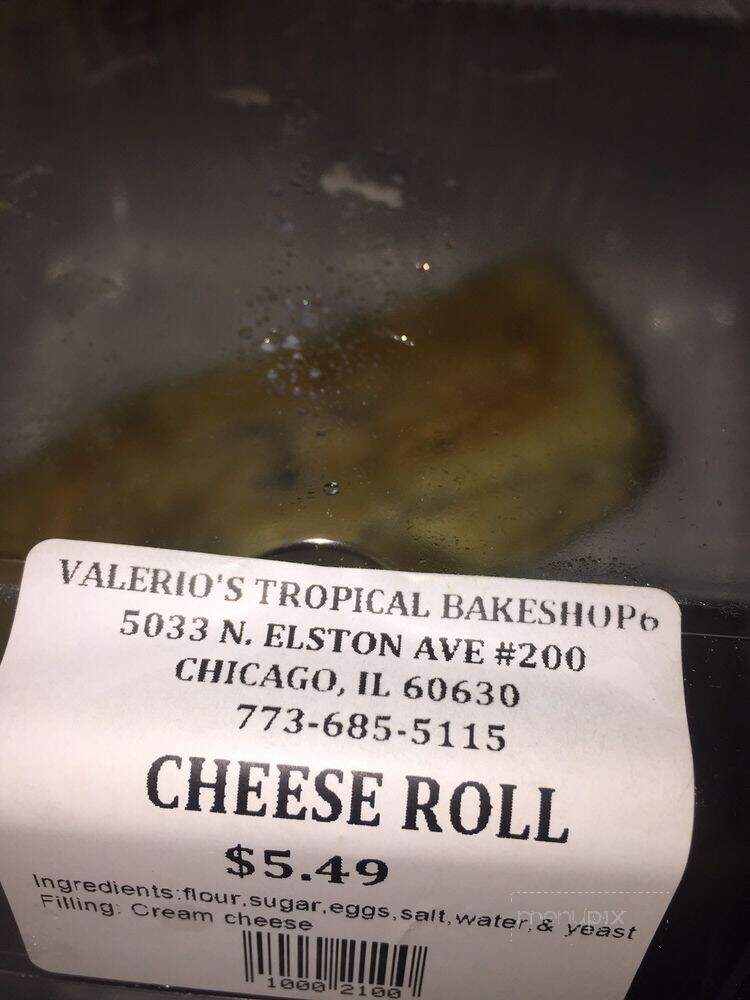 VALERIO'S TROPICAL BAKESHOP6
5033 N. ELSTON AVE #200
CHICAGO, IL 60630
773-685-5115
CHEESE ROLL
$5.49
Ingredients:flour,sugar,eggs,salt,water,& yeast
Filling: Cream cheese
menupix
1000 2100